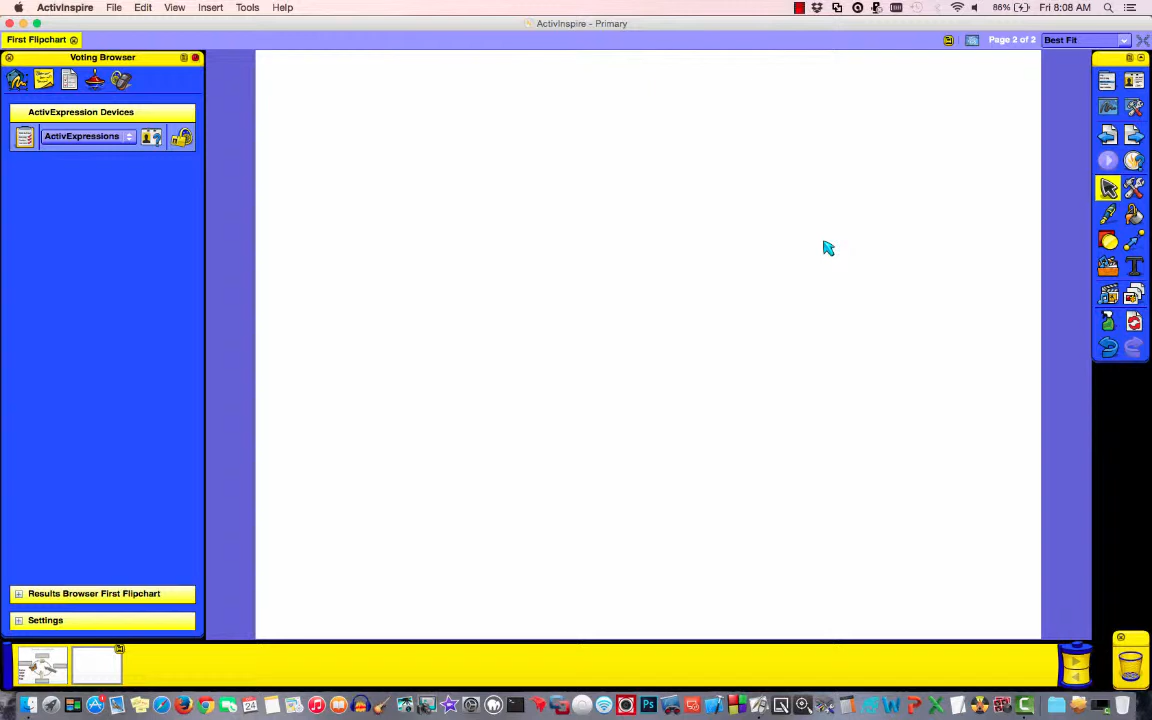 ActivInspire File Edit View Insert Tools Help
86% Fri 8:08 AM
ActivInspire - Primary
First Flipchart
Page 2 of 2
Best Fit
Voting Browser
ActivExpression Devices
ActivExpressions
Results Browser First Flipchart
Settings